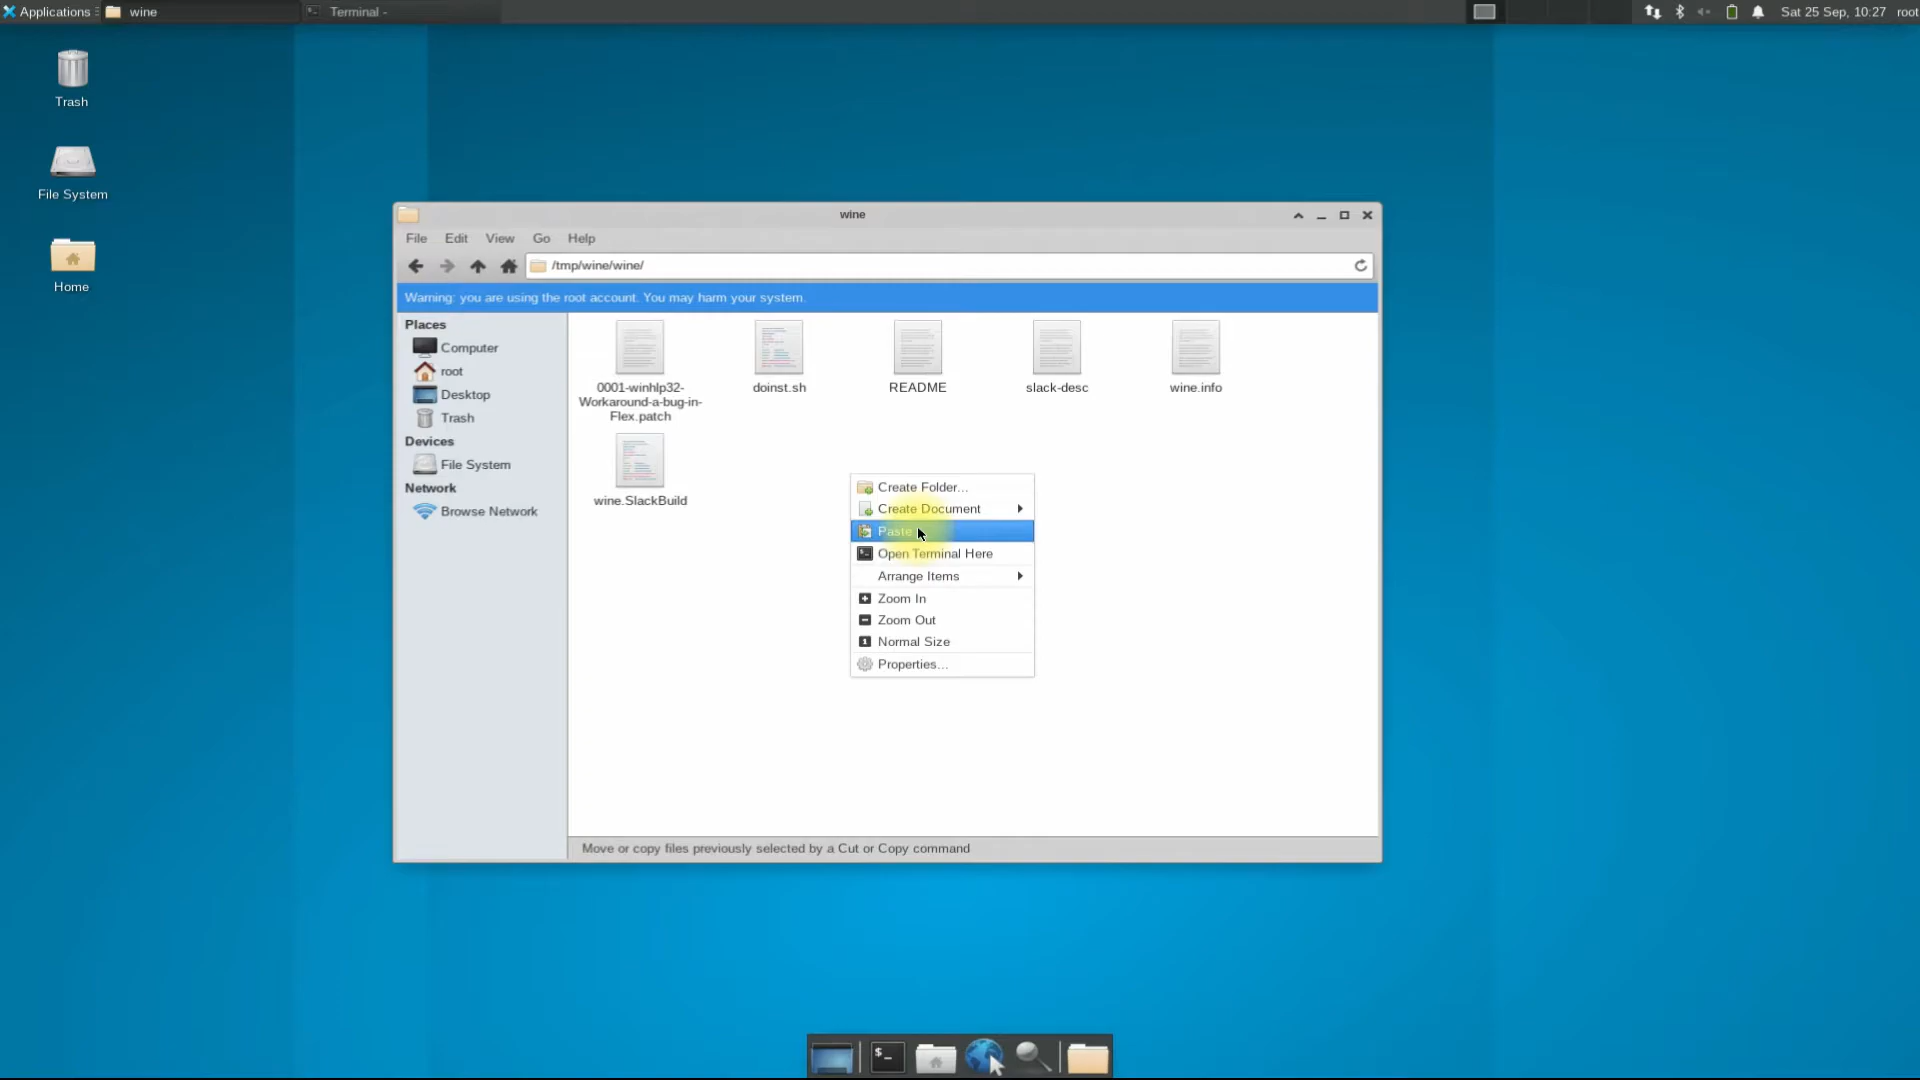 Applications
wine
Terminal -
Sat 25 Sep, 10:27
root
Trash
File System
Home
wine
File Edit View Go Help
/tmp/wine/wine/
Warning: you are using the root account. You may harm your system.
Places
Computer
root
Desktop
Trash
Devices
File System
Network
Browse Network
0001-winhlp32-
Workaround-a-bug-in-
Flex.patch
doinst.sh
README
slack-desc
wine.info
wine.SlackBuild
Create Folder...
Create Document
Paste
Open Terminal Here
Arrange Items
Zoom In
Zoom Out
Normal Size
Properties...
Move or copy files previously selected by a Cut or Copy command